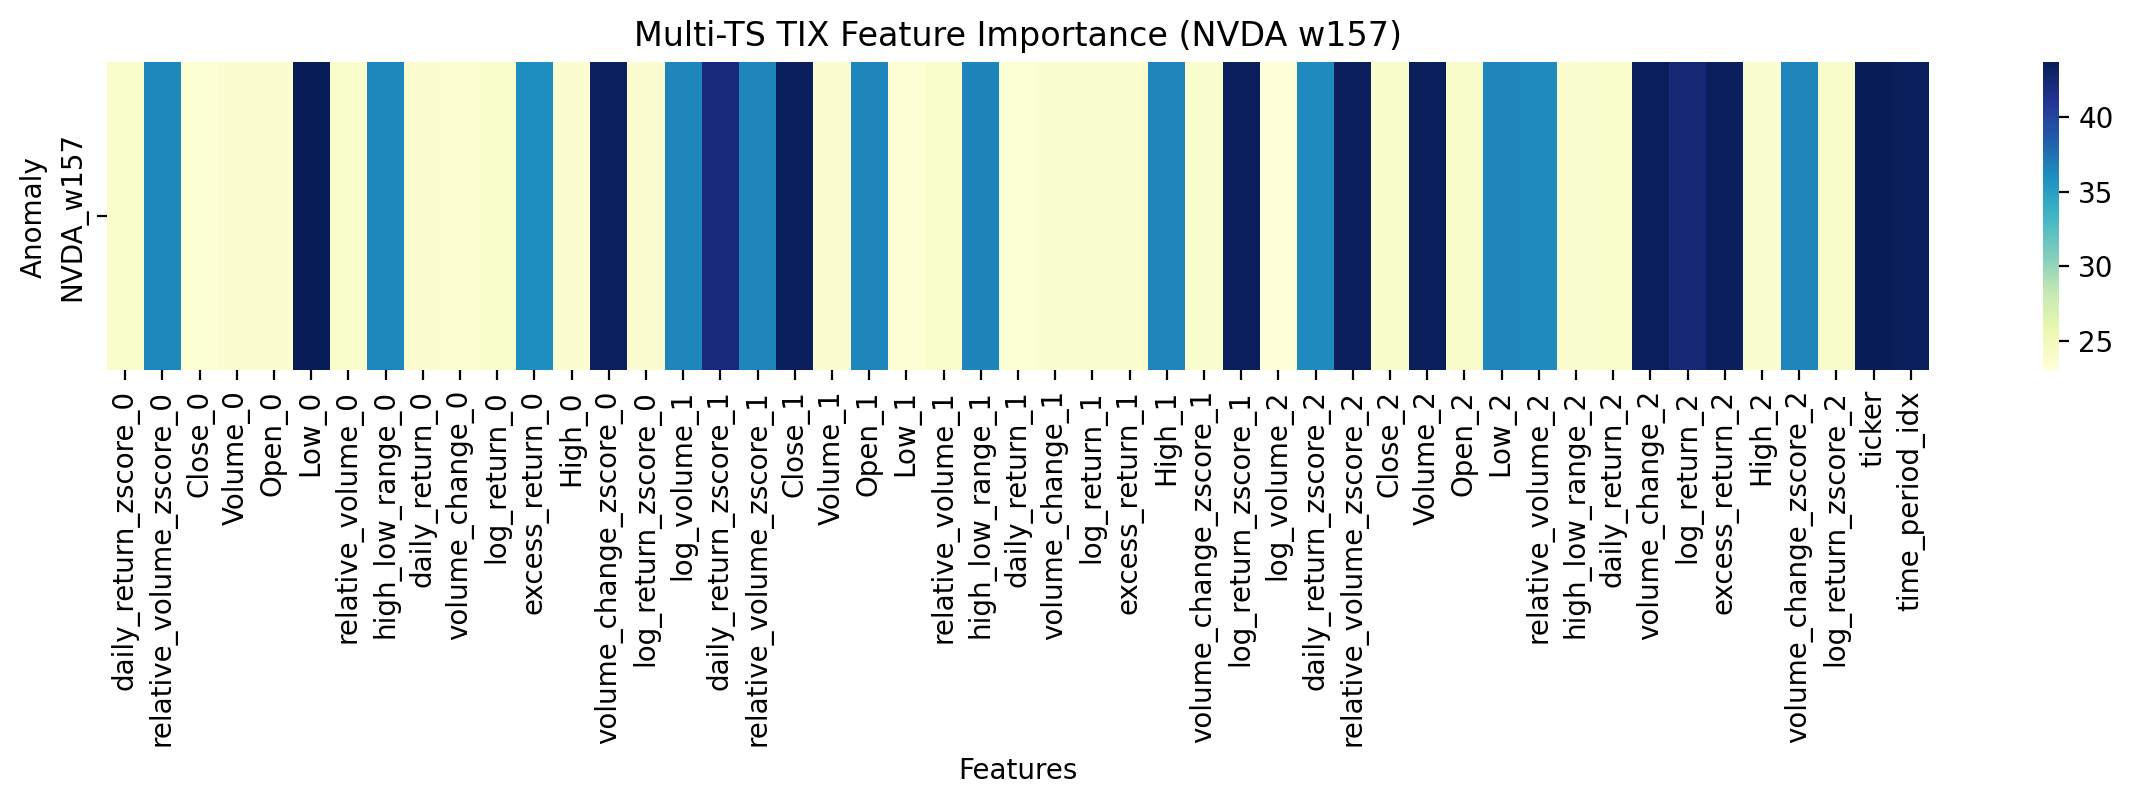 Multi-TS TIX Feature Importance (NVDA w157)
Anomaly
NVDA_w157
40
35
30
25
daily_return_zscore_0
relative_volume_zscore_0
Close_0
Volume_0
Open_0
Low_0
relative_volume_0
high_low_range_0
daily_return_0
volume_change_0
log_return_0
excess_return_0
High_0
volume_change_zscore_0
log_return_zscore_0
log_volume_1
daily_return_zscore_1
relative_volume_zscore_1
Close_1
Volume_1
Open_1
Low_1
relative_volume_1
high_low_range_1
daily_return_1
volume_change_1
log_return_1
excess_return_1
High_1
volume_change_zscore_1
log_return_zscore_1
log_volume_2
daily_return_zscore_2
relative_volume_zscore_2
Close_2
Volume_2
Open_2
Low_2
relative_volume_2
high_low_range_2
daily_return_2
volume_change_2
log_return_2
excess_return_2
High_2
volume_change_zscore_2
log_return_zscore_2
ticker
time_period_idx
Features